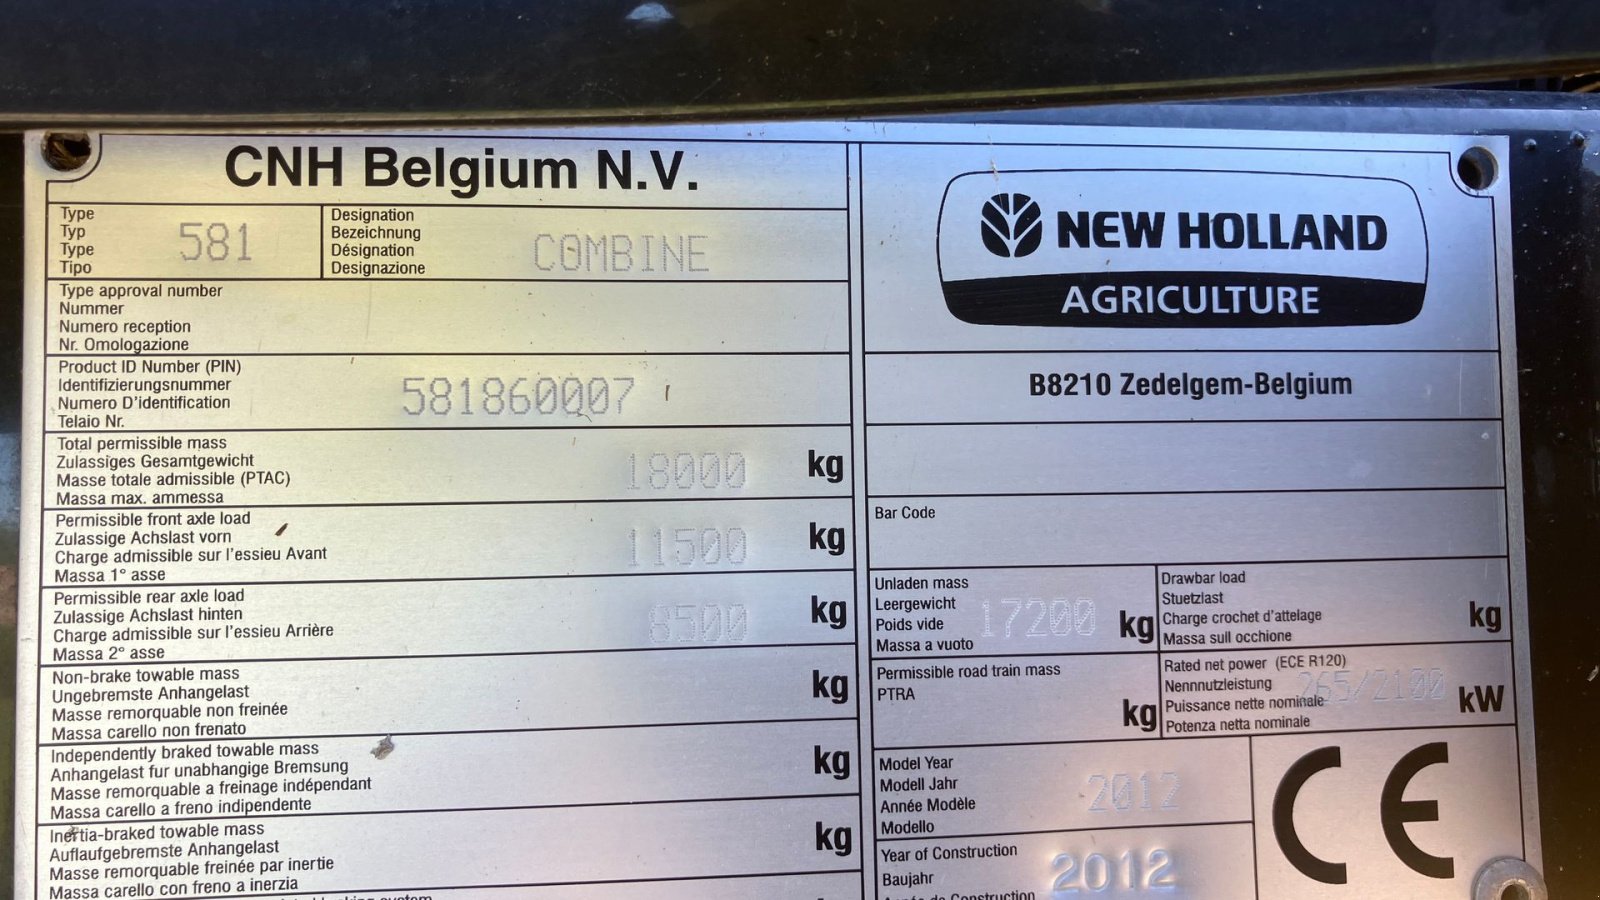 CNH Belgium N.V.
Type
Typ
Type
Tipo
581
Designation
Bezeichnung
Désignation
Designazione
COMBINE
Type approval number
Nummer
Numero reception
Nr. Omologazione
Product ID Number (PIN)
Identifizierungsnummer
Numero D'identification
Telaio Nr.
581860007
Total permissible mass
Zulassiges Gesamtgewicht
Masse totale admissible (PTAC)
Massa max. ammessa
18000 kg
Permissible front axle load
Zulassige Achslast vorn
Charge admissible sur l'essieu Avant
Massa 1° asse
11500 kg
Permissible rear axle load
Zulassige Achslast hinten
Charge admissible sur l'essieu Arrière
Massa 2° asse
8500 kg
Non-brake towable mass
Ungebremste Anhangelast
Masse remorquable non freinée
Massa carello non frenato
kg
Independently braked towable mass
Anhangelast fur unabhangige Bremsung
Masse remorquable a freinage indépendant
Massa carello a freno indipendente
kg
Inertia-braked towable mass
Auflaufgebremste Anhangelast
Masse remorquable freinée par inertie
Massa carello con freno a inerzia
kg
NEW HOLLAND
AGRICULTURE
B8210 Zedelgem-Belgium
Bar Code
Unladen mass
Leergewicht
Poids vide
Massa a vuoto
17200 kg
Drawbar load
Stuetzlast
Charge crochet d'attelage
Massa sull occhione
kg
Permissible road train mass
PTRA
kg
Rated net power (ECE R120)
Nennnutzleistung
Puissance nette nominale
Potenza netta nominale
265/2100 kW
Model Year
Modell Jahr
Année Modèle
Modello
2012
Year of Construction
Baujahr
Année de Construction
2012
CE